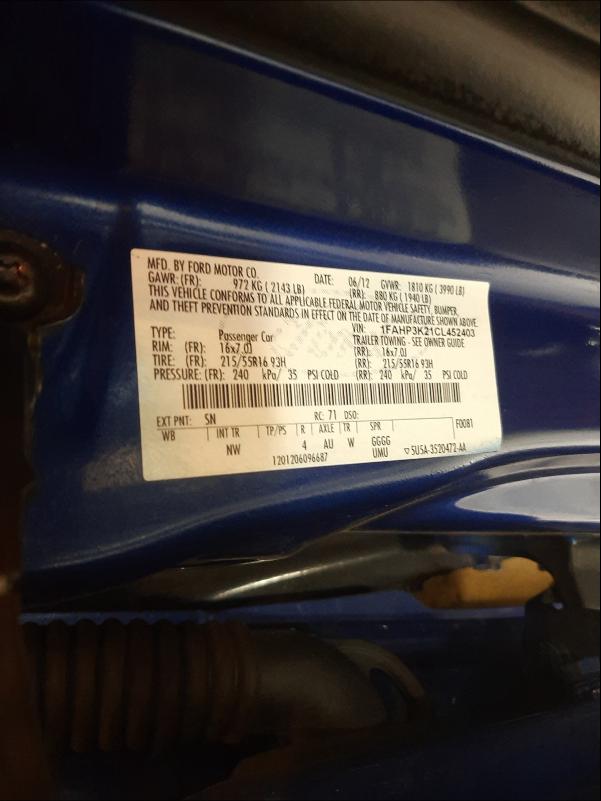 MFD. BY FORD MOTOR CO. DATE: 06/12 GVWR: 1810 KG ( 3990 LB)
GAWR: (FR): 972 KG ( 2143 LB) (RR): 880 KG ( 1940 LB)
THIS VEHICLE CONFORMS TO ALL APPLICABLE FEDERAL MOTOR VEHICLE SAFETY, BUMPER,
AND THEFT PREVENTION STANDARDS IN EFFECT ON THE DATE OF MANUFACTURE SHOWN ABOVE.
VIN: 1FAHP3K21CL452403
TYPE: Passenger Car TRAILER TOWING - SEE OWNER GUIDE
RIM: (FR): 16x7.0J (RR): 16x7.0J
TIRE: (FR): 215/55R16 93H (RR): 215/55R16 93H
PRESSURE: (FR): 240 kPa/ 35 PSI COLD (RR): 240 kPa/ 35 PSI COLD
EXT PNT: SN RC: 71 DSO: F0081
WB INT TR TP/PS R AXLE TR SPR
NW 4 AU W GGGG
UMU
1201206096687 ▽ 5U5A-3520472-AA